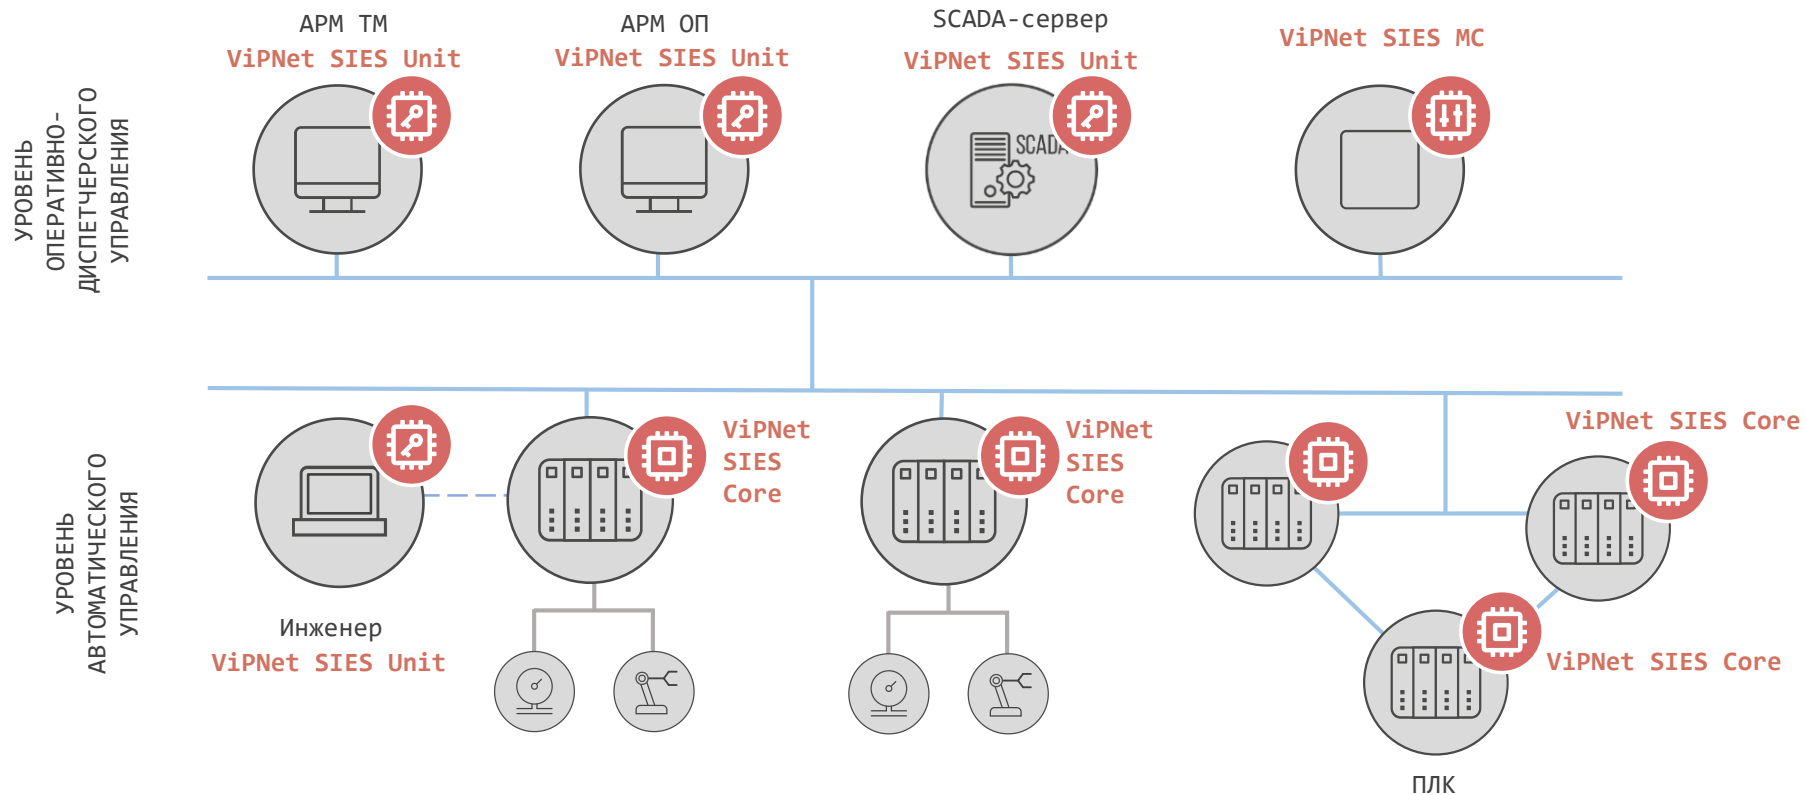 АРМ ТМ
ViPNet SIES Unit
АРМ ОП
ViPNet SIES Unit
SCADA-сервер
ViPNet SIES Unit
ViPNet SIES MC
УРОВЕНЬ
ОПЕРАТИВНО-
ДИСПЕТЧЕРСКОГО
УПРАВЛЕНИЯ
SCADA
УРОВЕНЬ
АВТОМАТИЧЕСКОГО
УПРАВЛЕНИЯ
ViPNet
SIES
Core
ViPNet
SIES
Core
ViPNet SIES Core
Инженер
ViPNet SIES Unit
ViPNet SIES Core
ПЛК